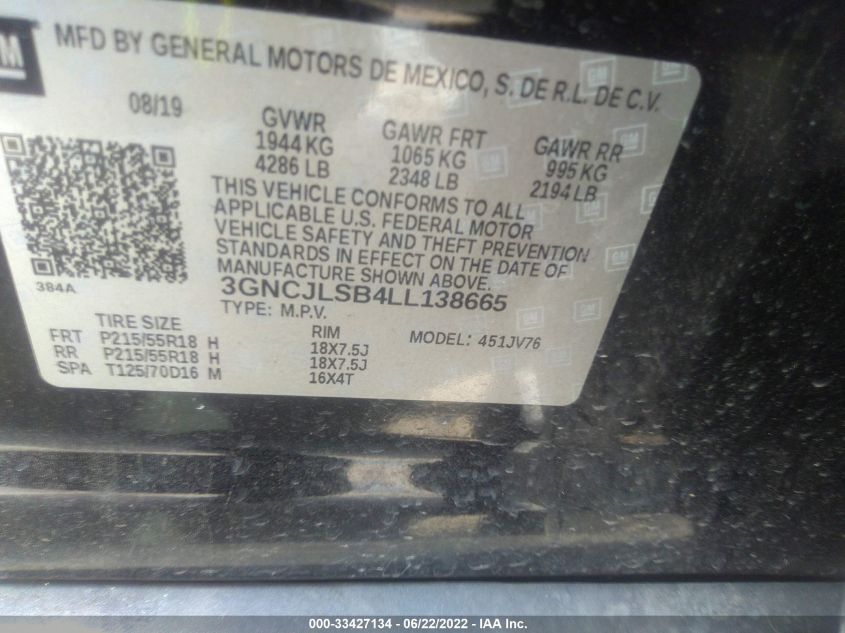 GM
MFD BY GENERAL MOTORS DE MEXICO, S. DE R.L. DE C.V.
08/19 GVWR GAWR FRT GAWR RR
1944 KG 1065 KG 995 KG
4286 LB 2348 LB 2194 LB
THIS VEHICLE CONFORMS TO ALL
APPLICABLE U.S. FEDERAL MOTOR
VEHICLE SAFETY AND THEFT PREVENTION
STANDARDS IN EFFECT ON THE DATE OF
MANUFACTURE SHOWN ABOVE.
384A
3GNCJLSB4LL138665
TYPE: M.P.V.
MODEL: 451JV76
TIRE SIZE RIM
FRT P215/55R18 H 18X7.5J
RR P215/55R18 H 18X7.5J
SPA T125/70D16 M 16X4T
000-33427134 - 06/22/2022 - IAA Inc.